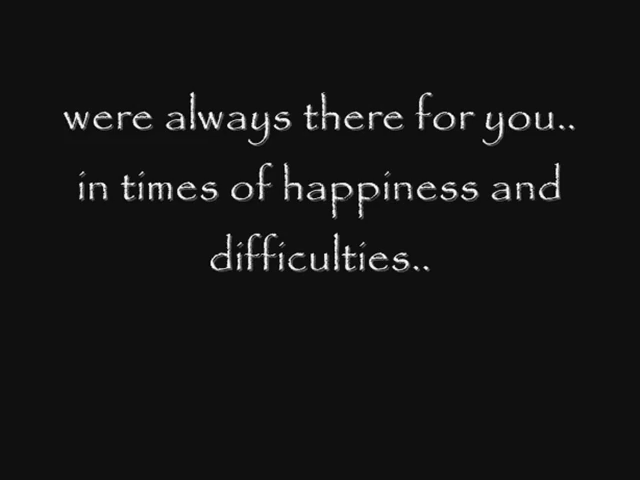 were always there for you..
in times of happiness and
difficulties..